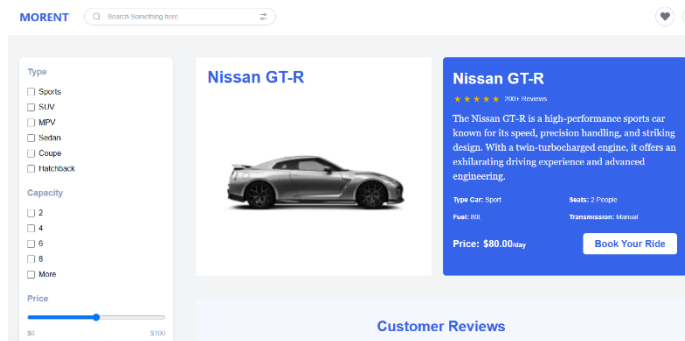 MORENT
Search Something here
Type
Sports
SUV
MPV
Sedan
Coupe
Hatchback
Capacity
2
4
6
8
More
Price
$0 $100
Nissan GT-R
Nissan GT-R
★ ★ ★ ★ ★ 200+ Reviews
The Nissan GT-R is a high-performance sports car
known for its speed, precision handling, and striking
design. With a twin-turbocharged engine, it offers an
exhilarating driving experience and advanced
engineering.
Type Car: Sport Seats: 2 People
Fuel: 80L Transmission: Manual
Price: $80.00/day Book Your Ride
Customer Reviews